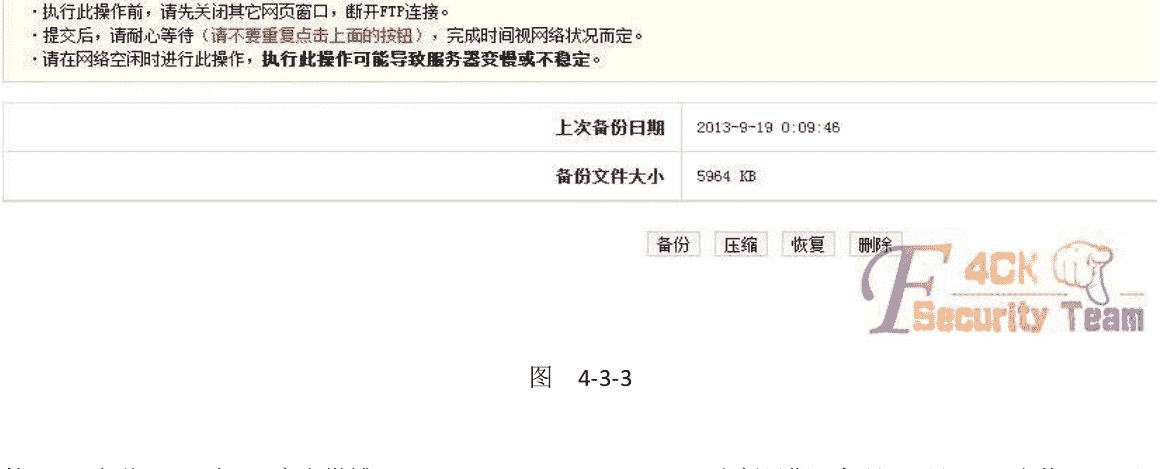 ·执行此操作前，请先关闭其它网页窗口，断开FTP连接。
·提交后，请耐心等待（请不要重复点击上面的按钮），完成时间视网络状况而定。
·请在网络空闲时进行此操作，执行此操作可能导致服务器变慢或不稳定。
上次备份日期 2013-9-19 0:09:46
备份文件大小 5964 KB
备份 压缩 恢复 删除
F4CK
Security Team
图 4-3-3